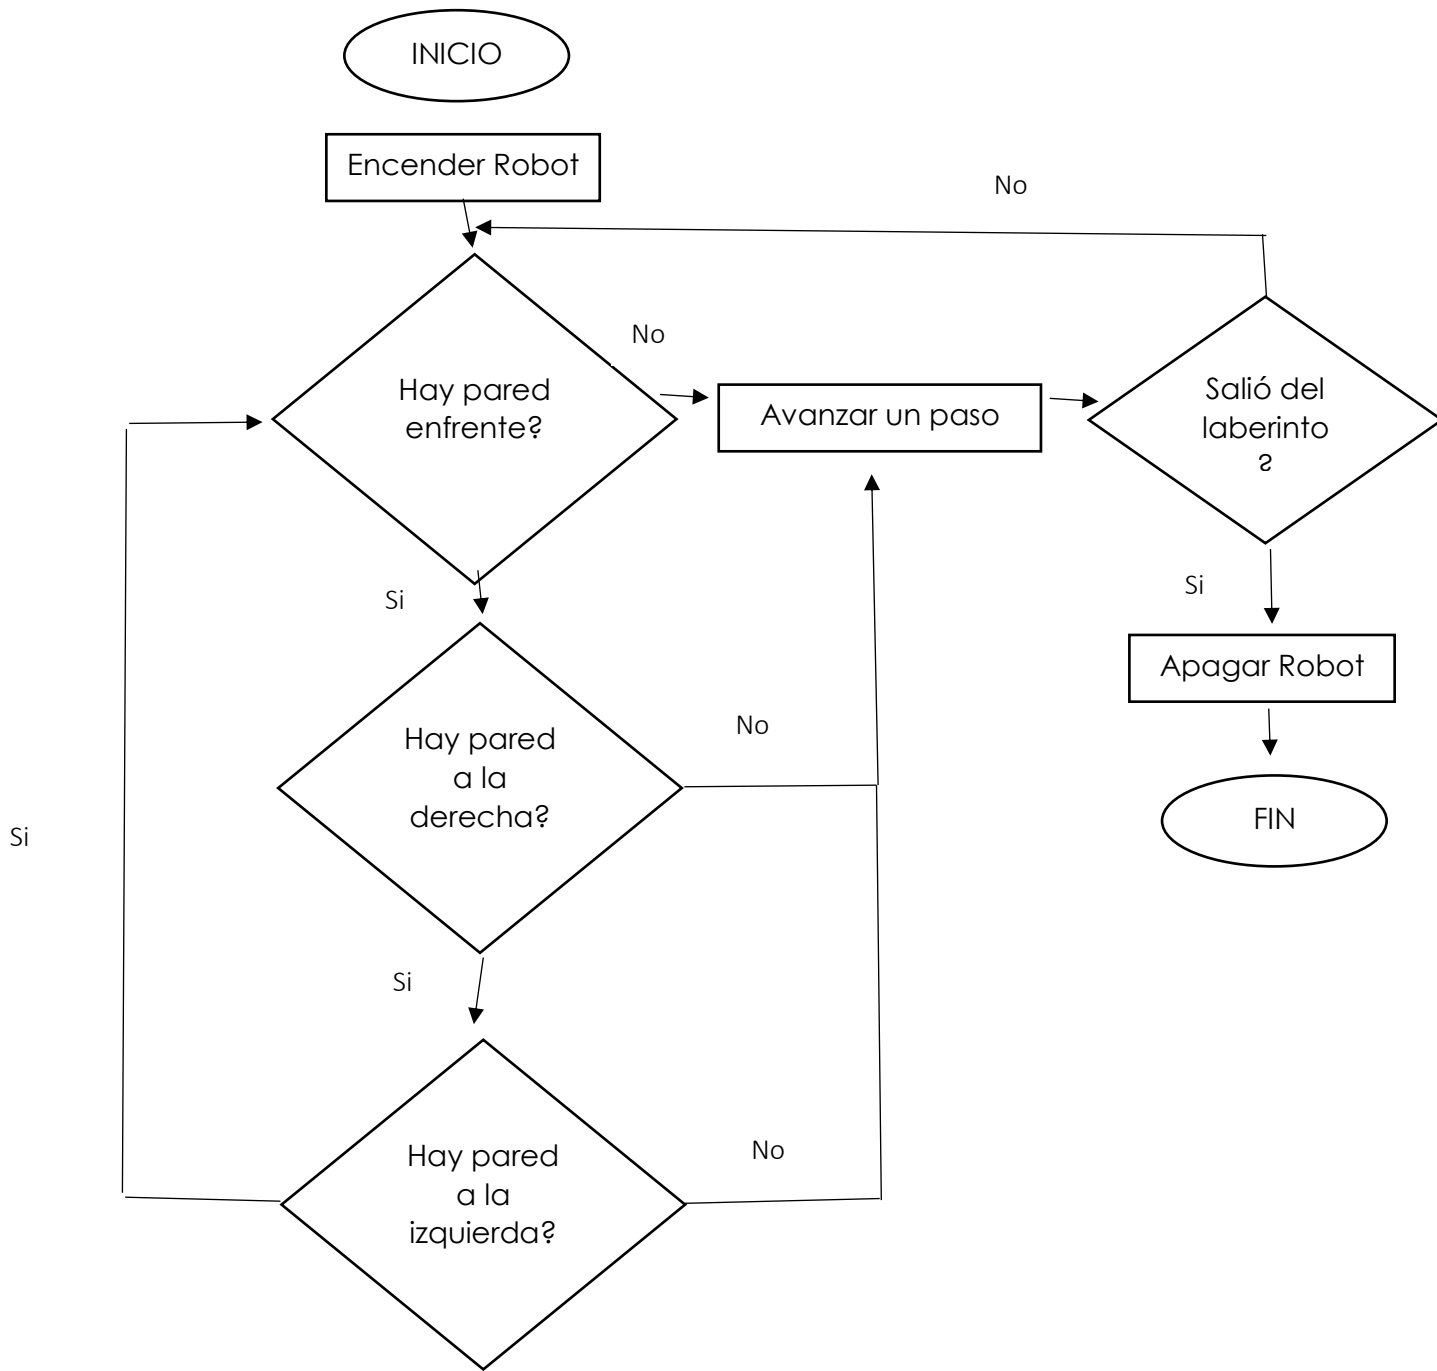 INICIO
Encender Robot
No
No
Hay pared
enfrente?
Avanzar un paso
Salió del
laberinto
?
Si
Si
Apagar Robot
Hay pared
a la
derecha?
No
FIN
Si
Si
Hay pared
a la
izquierda?
No